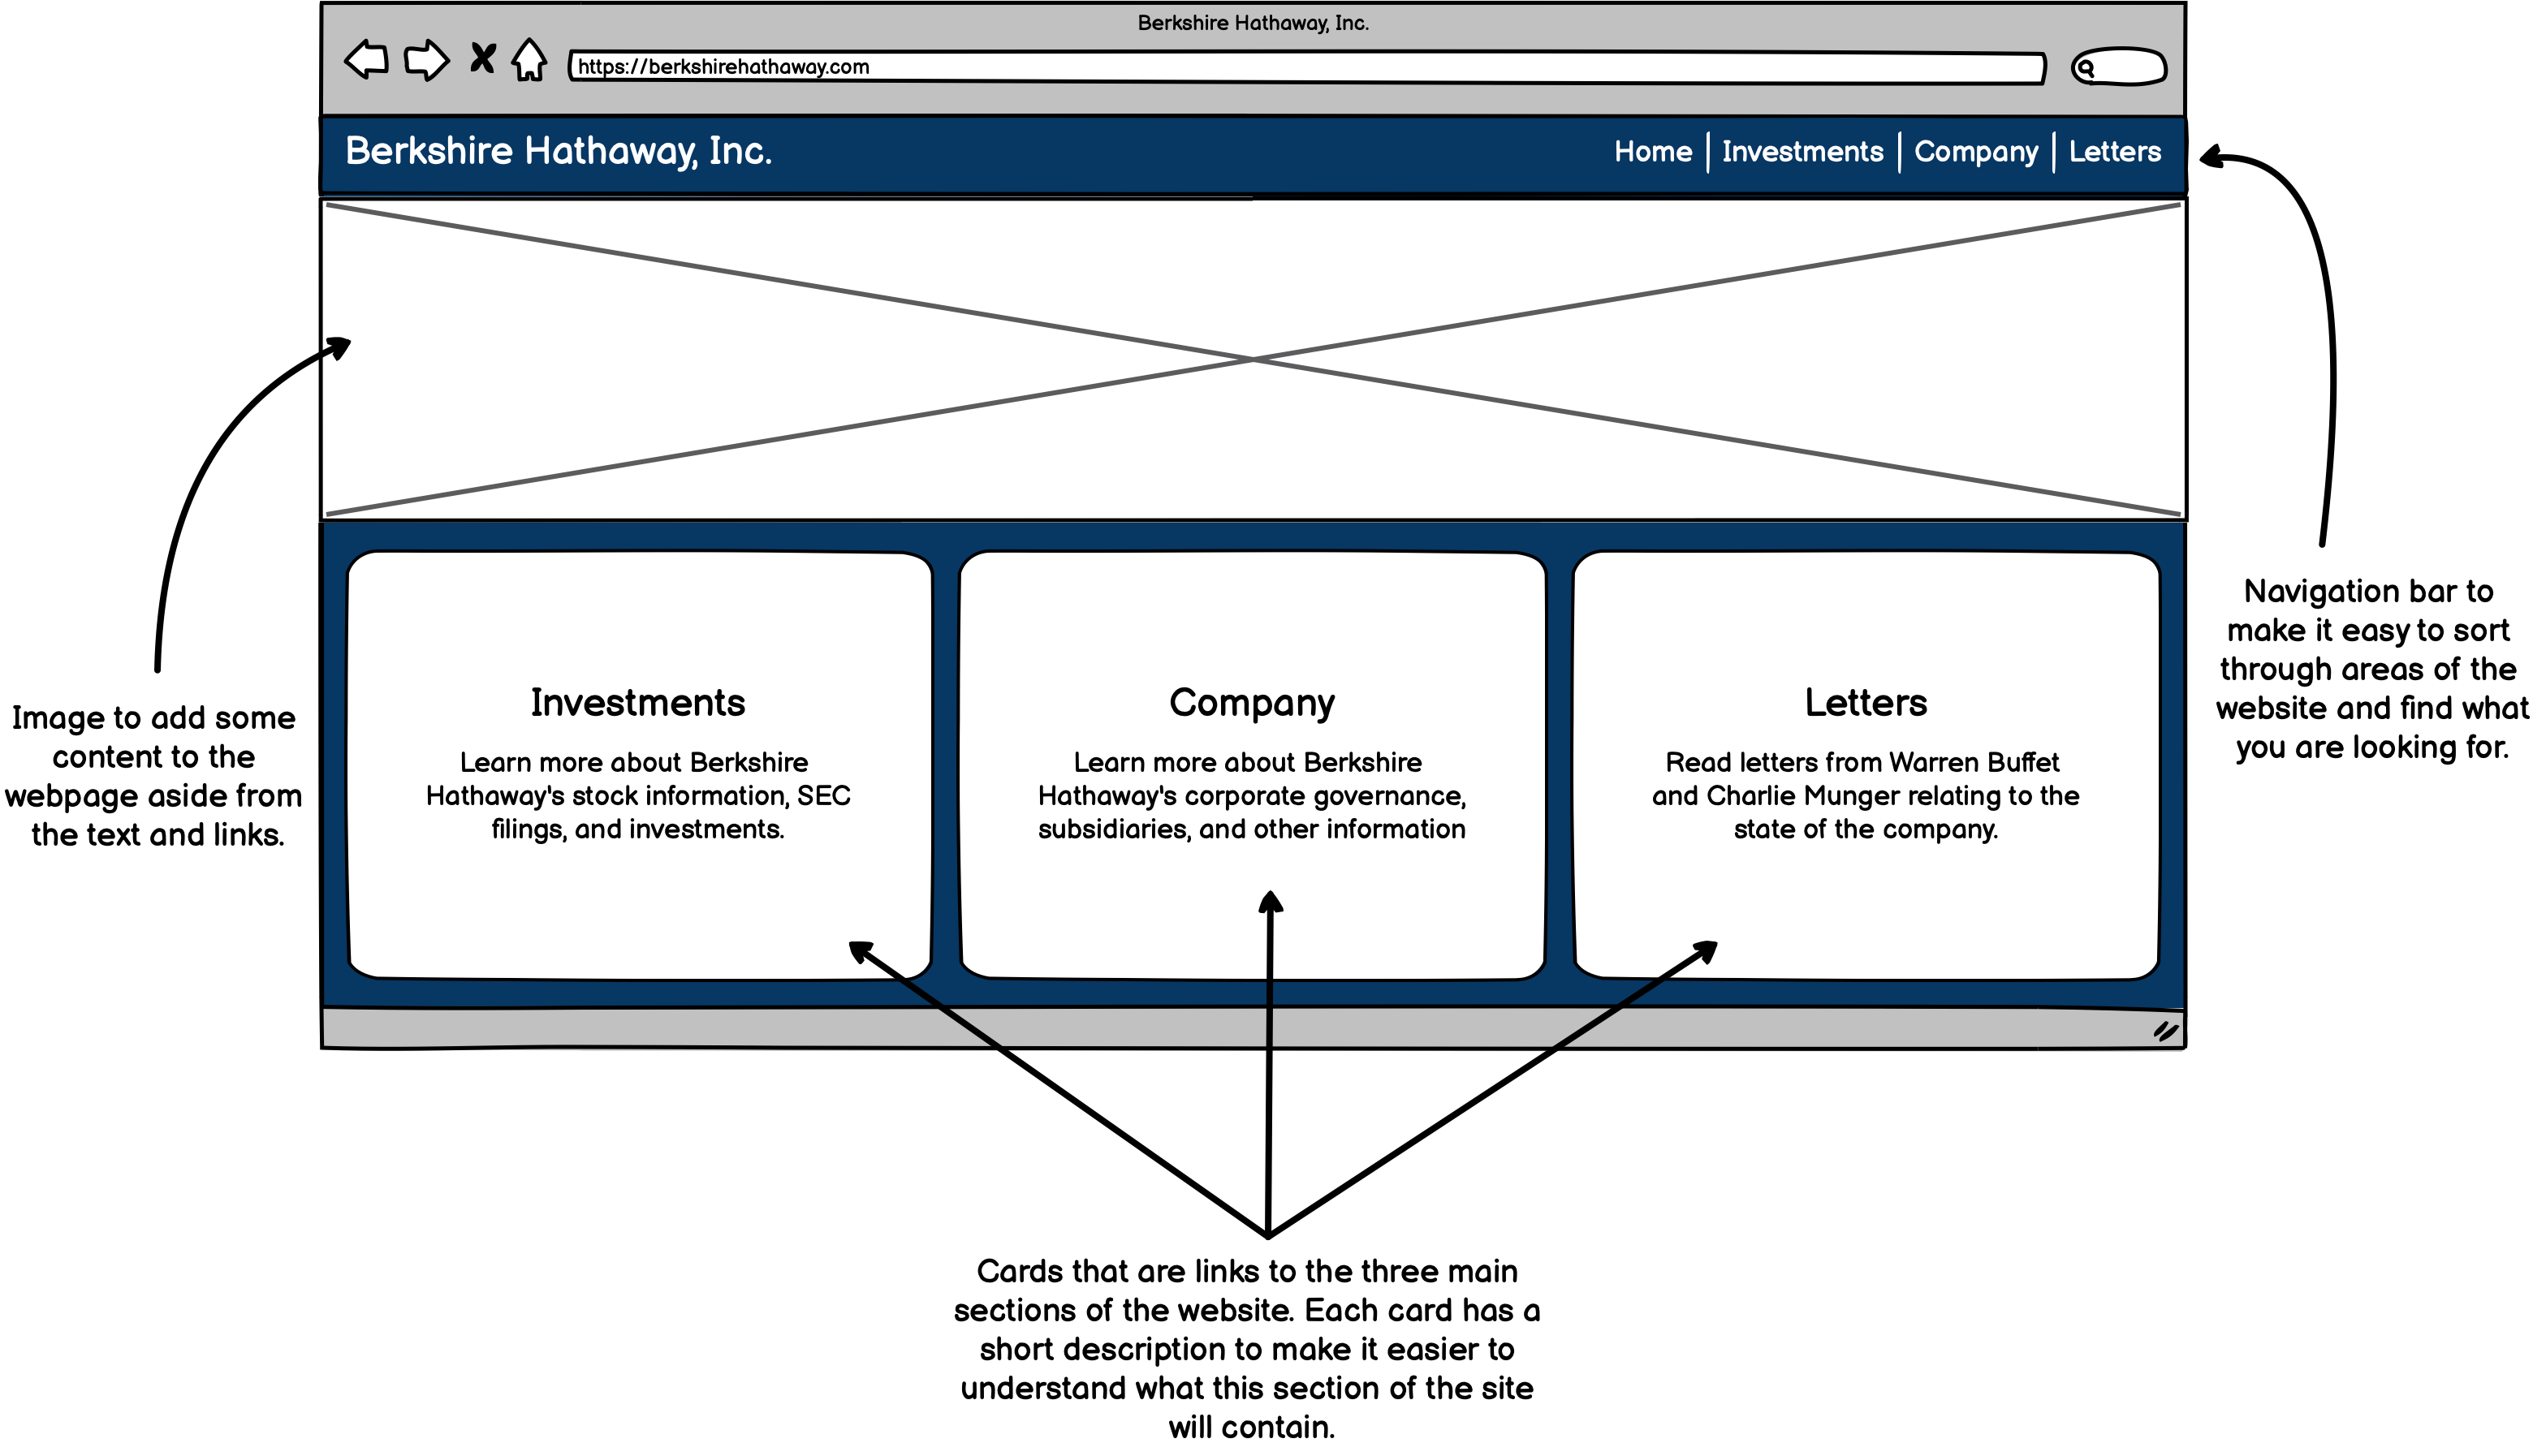 Berkshire Hathaway, Inc.
https://berkshirehathaway.com
Berkshire Hathaway, Inc.
Home | Investments | Company | Letters
Image to add some
content to the
webpage aside from
the text and links.
Navigation bar to
make it easy to sort
through areas of the
website and find what
you are looking for.
Investments
Learn more about Berkshire
Hathaway's stock information, SEC
filings, and investments.
Company
Learn more about Berkshire
Hathaway's corporate governance,
subsidiaries, and other information
Letters
Read letters from Warren Buffet
and Charlie Munger relating to the
state of the company.
Cards that are links to the three main
sections of the website. Each card has a
short description to make it easier to
understand what this section of the site
will contain.